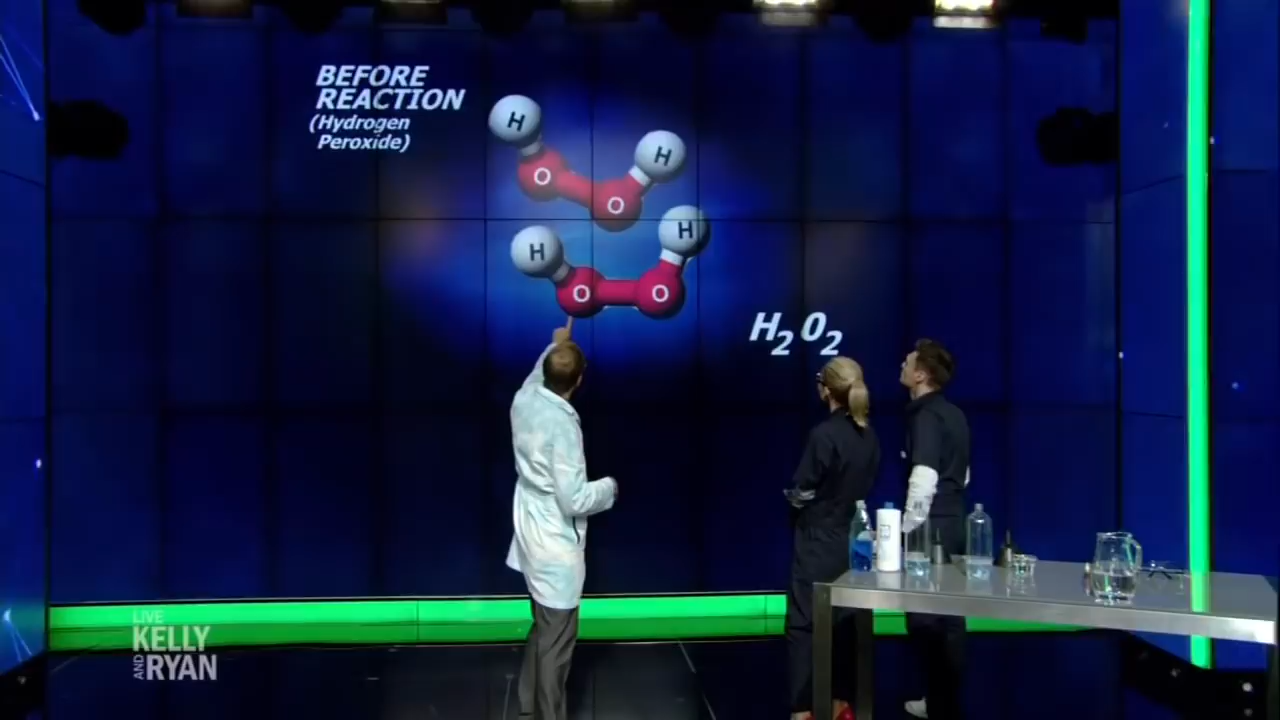 BEFORE
REACTION
(Hydrogen
Peroxide)
H
H
O
O
H
H
O
O
H2O2
LIVE
KELLY
AND RYAN